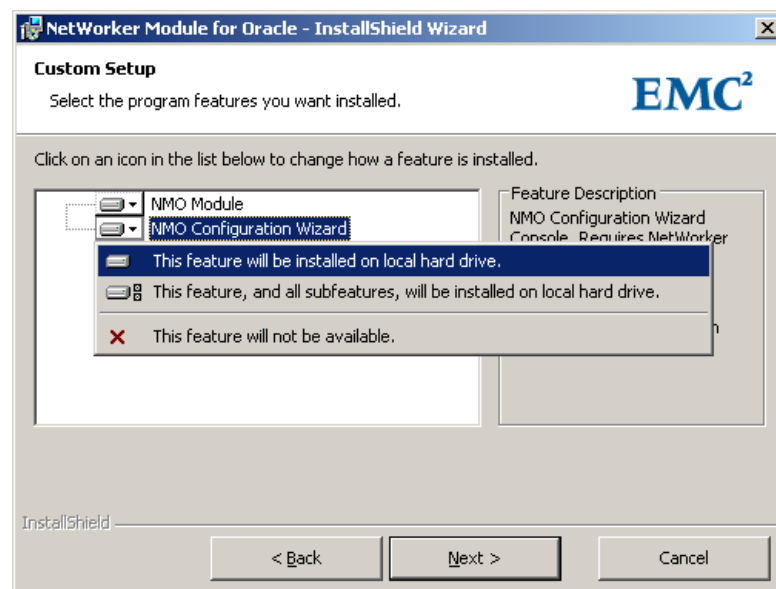 NetWorker Module for Oracle - InstallShield Wizard
Custom Setup
Select the program features you want installed.
EMC²
Click on an icon in the list below to change how a feature is installed.
NMO Module
NMO Configuration Wizard
This feature will be installed on local hard drive.
This feature, and all subfeatures, will be installed on local hard drive.
This feature will not be available.
Feature Description
NMO Configuration Wizard
Console. Requires NetWorker
InstallShield
< Back
Next >
Cancel